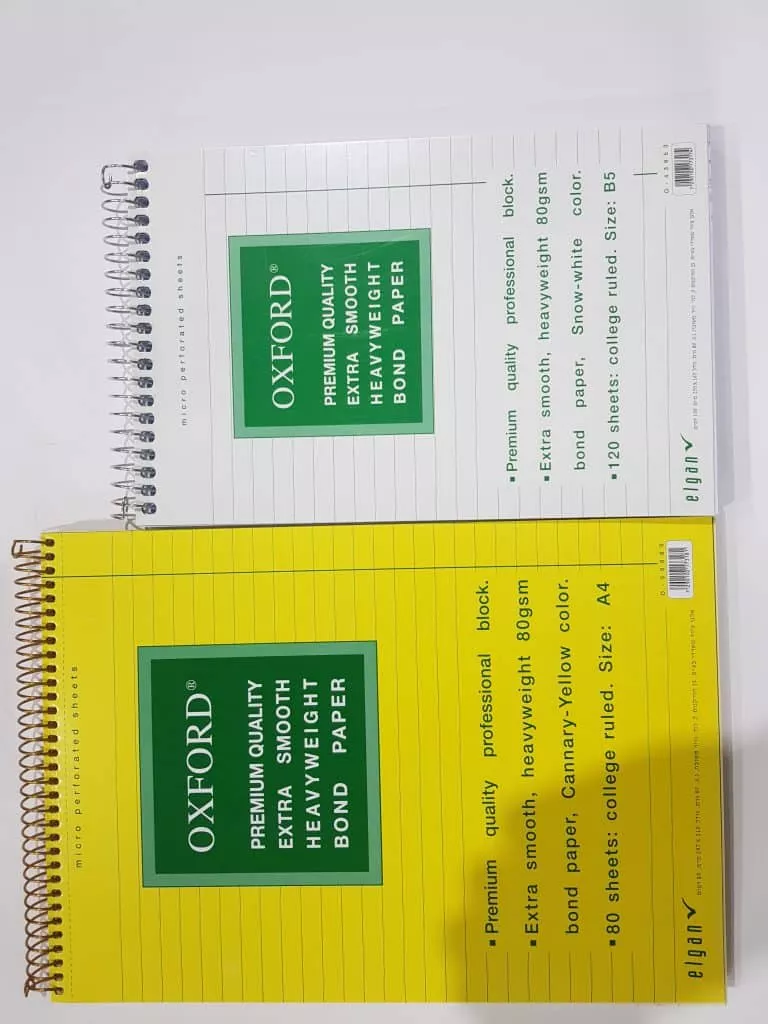 micro perforated sheets
OXFORD®
PREMIUM QUALITY
EXTRA SMOOTH
HEAVYWEIGHT
BOND PAPER
▪ Premium quality professional block.
▪ Extra smooth, heavyweight 80gsm
bond paper, Snow-white color.
▪ 120 sheets: college ruled. Size: B5
elgan
micro perforated sheets
OXFORD®
PREMIUM QUALITY
EXTRA SMOOTH
HEAVYWEIGHT
BOND PAPER
▪ Premium quality professional block.
▪ Extra smooth, heavyweight 80gsm
bond paper, Cannary-Yellow color.
▪ 80 sheets: college ruled. Size: A4
elgan